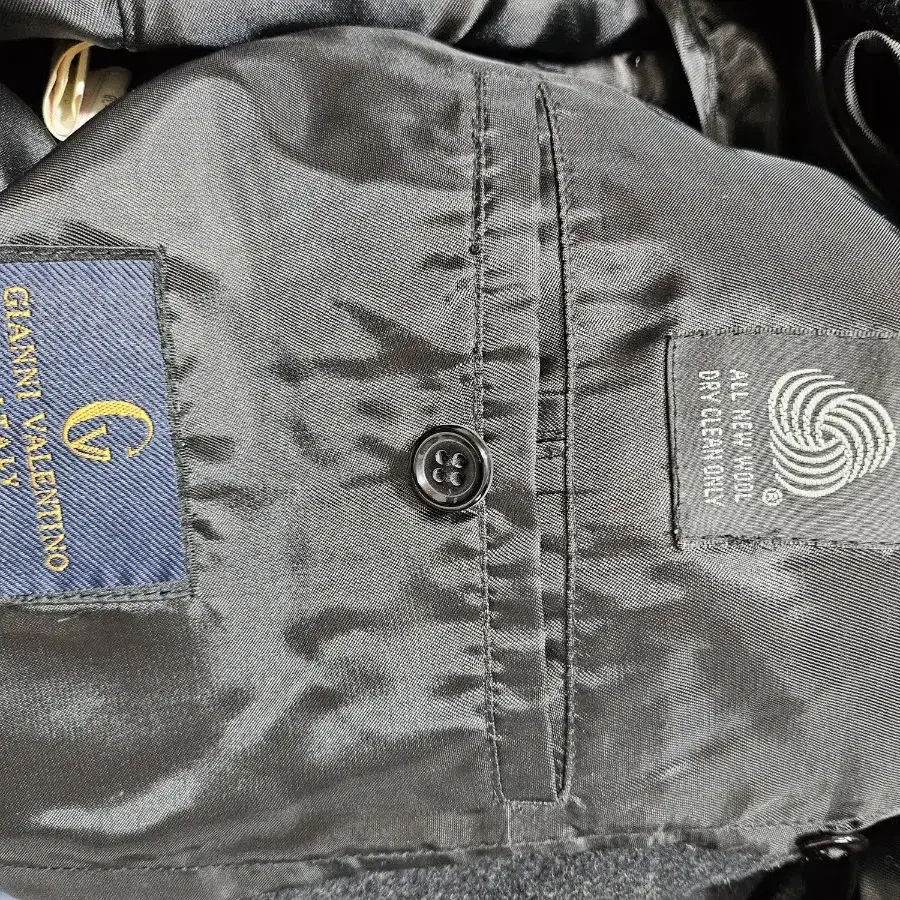 GV
GIANNI VALENTINO
ITALY
®
ALL NEW WOOL
DRY CLEAN ONLY